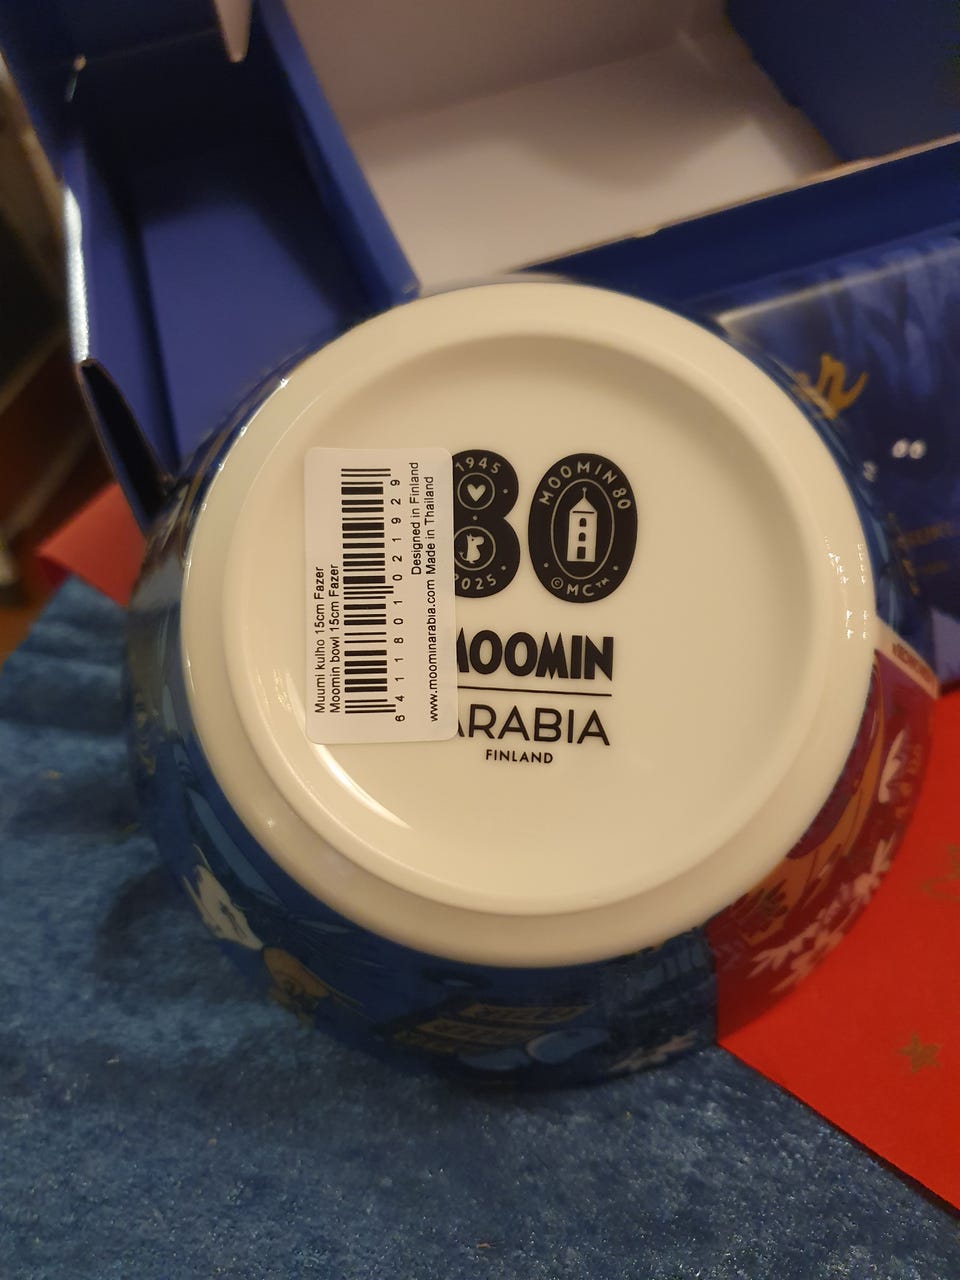 Muumi kulho 15cm Fazer
Moomin bowl 15cm Fazer
6 411801 021929
Designed in Finland
www.moominarabia.com Made in Thailand
80
1945
2025
MOOMIN80
©MC™
MOOMIN
ARABIA
FINLAND